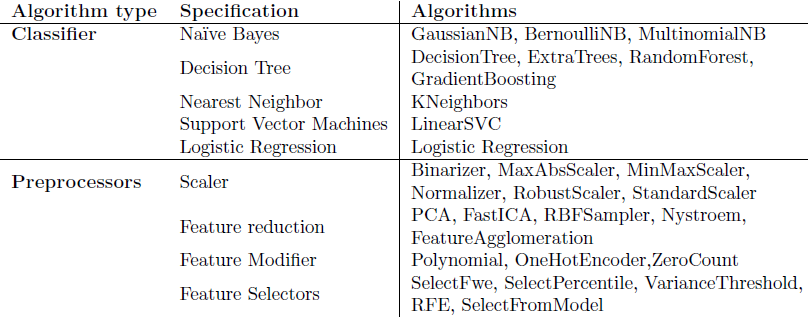 Algorithm type Specification Algorithms
Classifier Naïve Bayes GaussianNB, BernoulliNB, MultinomialNB
Decision Tree DecisionTree, ExtraTrees, RandomForest,
GradientBoosting
Nearest Neighbor KNeighbors
Support Vector Machines LinearSVC
Logistic Regression Logistic Regression
Preprocessors Scaler Binarizer, MaxAbsScaler, MinMaxScaler,
Normalizer, RobustScaler, StandardScaler
Feature reduction PCA, FastICA, RBFSampler, Nystroem,
FeatureAgglomeration
Feature Modifier Polynomial, OneHotEncoder,ZeroCount
Feature Selectors SelectFwe, SelectPercentile, VarianceThreshold,
RFE, SelectFromModel